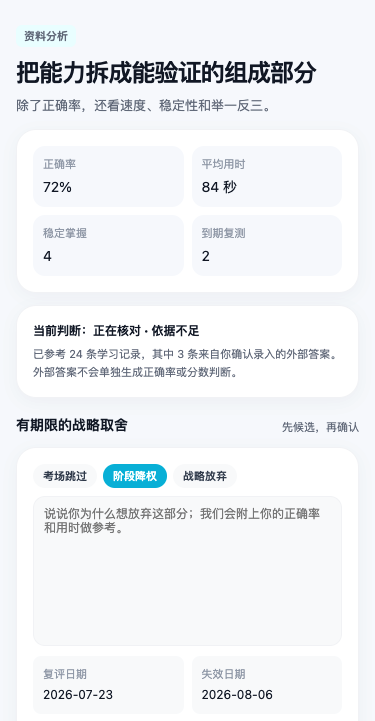 资料分析
把能力拆成能验证的组成部分
除了正确率，还看速度、稳定性和举一反三。
正确率
平均用时
72%
84 秒
稳定掌握
到期复测
4
2
当前判断：正在核对 · 依据不足
已参考 24 条学习记录，其中 3 条来自你确认录入的外部答案。
外部答案不会单独生成正确率或分数判断。
有期限的战略取舍
先候选，再确认
考场跳过
阶段降权
战略放弃
说说你为什么想放弃这部分；我们会附上你的正确率
和用时做参考。
复评日期
失效日期
2026-07-23
2026-08-06